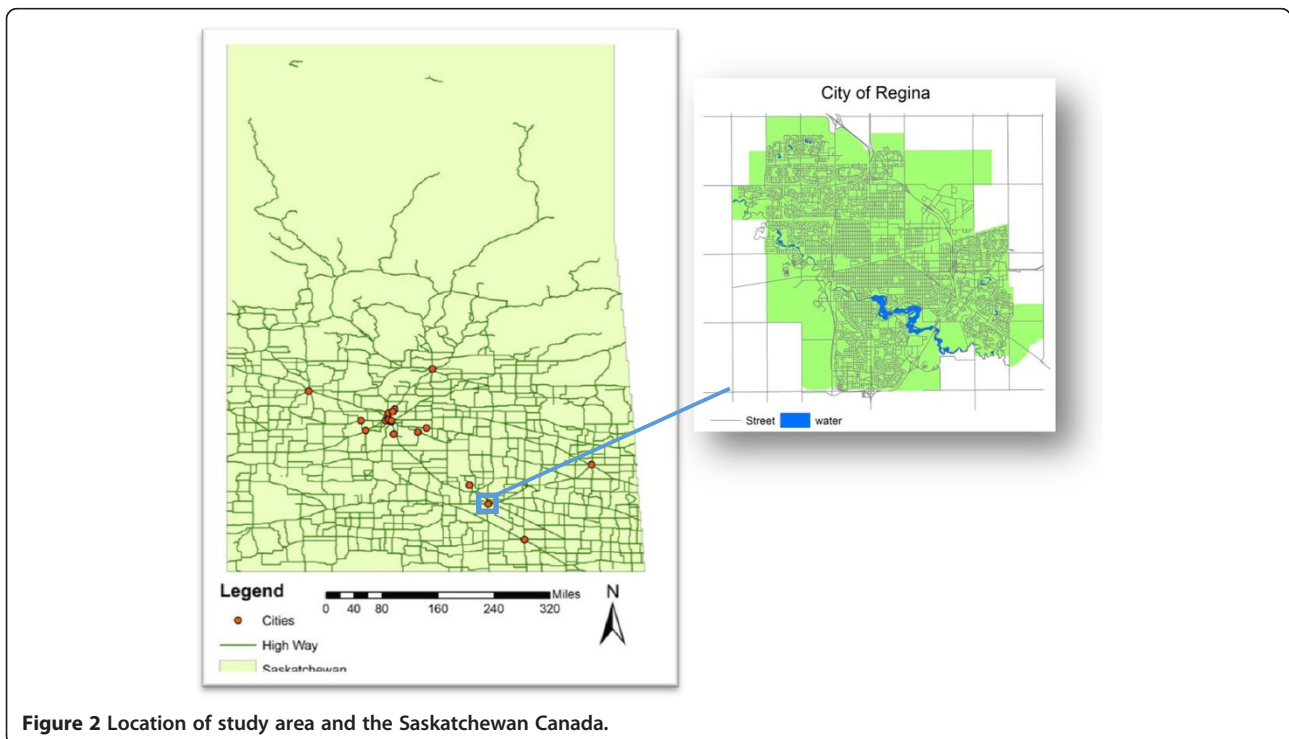 City of Regina
Street water
Legend
Cities
High Way
Saskatchewan
Miles
0 40 80 160 240 320
N
Figure 2 Location of study area and the Saskatchewan Canada.